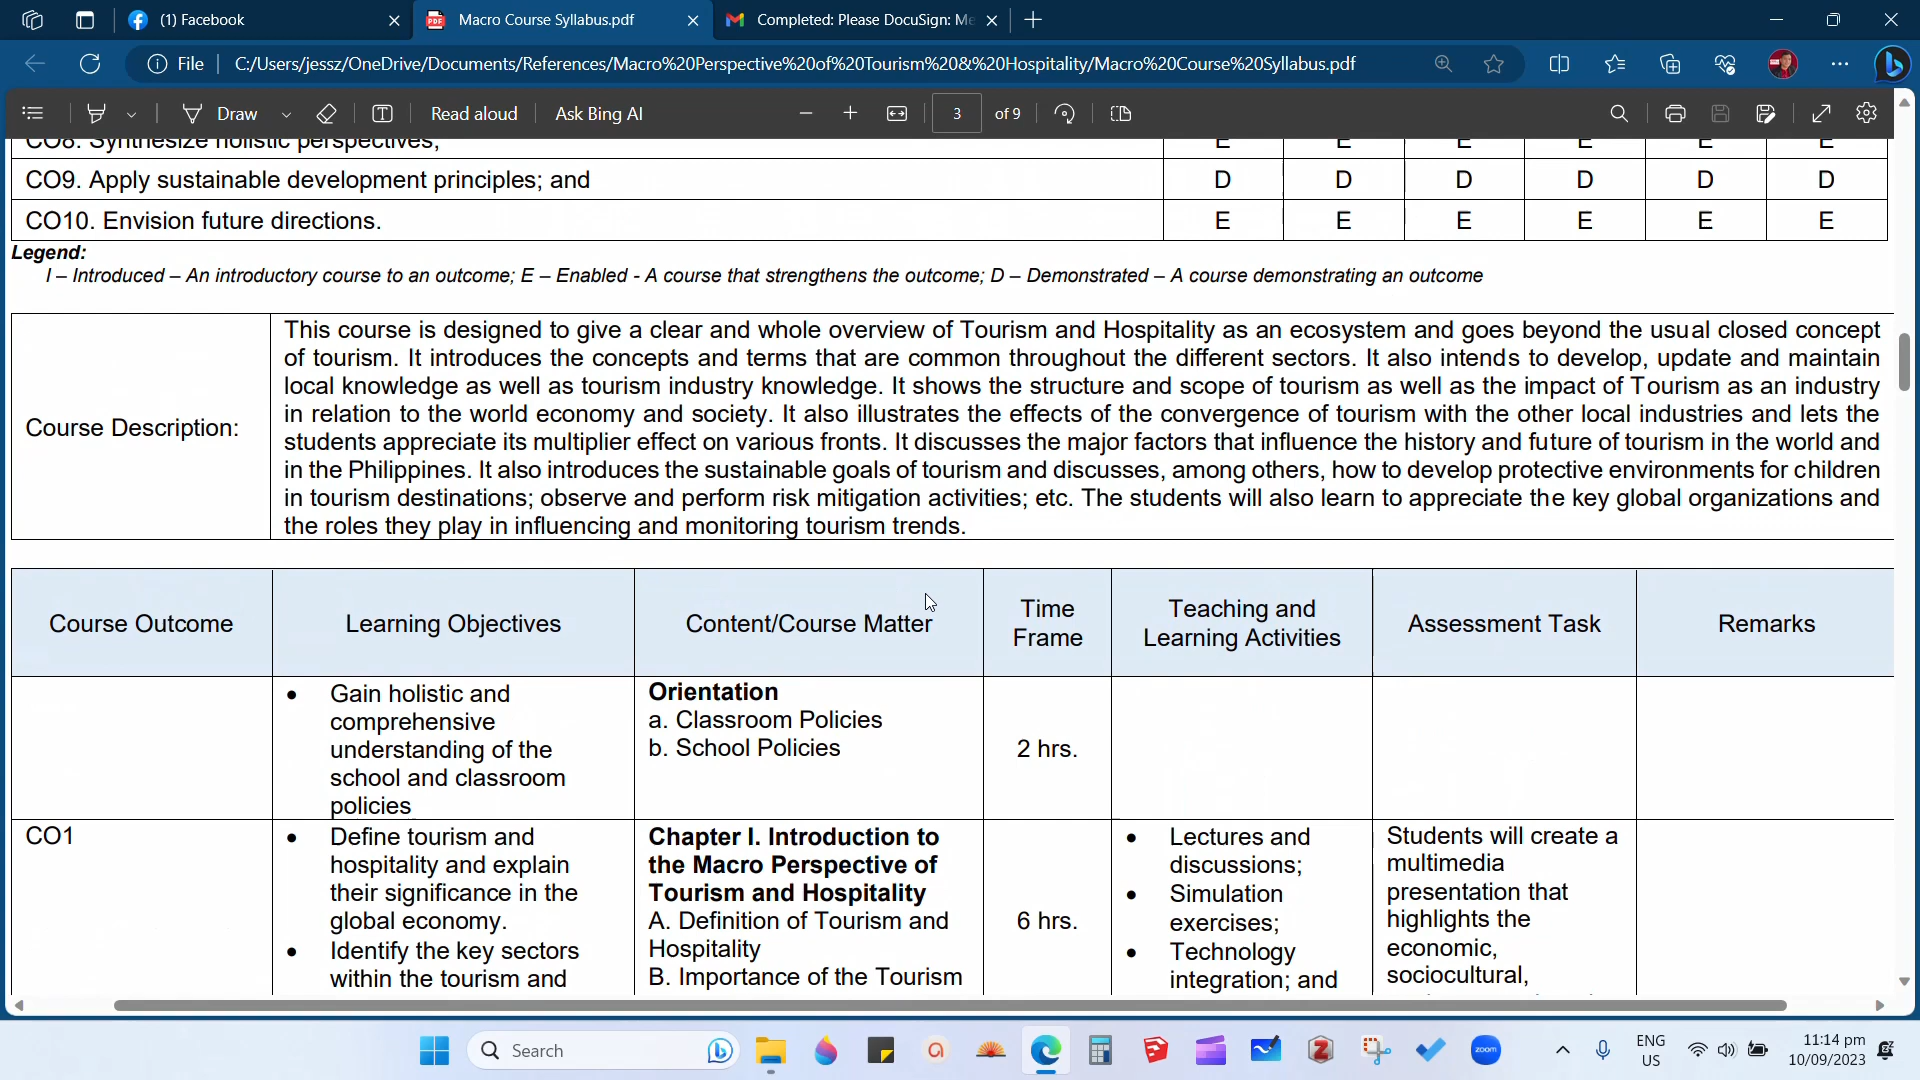 (1) Facebook
Macro Course Syllabus.pdf
Completed: Please DocuSign: Me
File
C:/Users/jessz/OneDrive/Documents/References/Macro%20Perspective%20of%20Tourism%20&%20Hospitality/Macro%20Course%20Syllabus.pdf
Draw
Read aloud
Ask Bing AI
3
of 9
CO8. Synthesize holistic perspectives; E E E E E E
CO9. Apply sustainable development principles; and D D D D D D
CO10. Envision future directions. E E E E E E
Legend:
I – Introduced – An introductory course to an outcome; E – Enabled - A course that strengthens the outcome; D – Demonstrated – A course demonstrating an outcome
Course Description:
This course is designed to give a clear and whole overview of Tourism and Hospitality as an ecosystem and goes beyond the usual closed concept
of tourism. It introduces the concepts and terms that are common throughout the different sectors. It also intends to develop, update and maintain
local knowledge as well as tourism industry knowledge. It shows the structure and scope of tourism as well as the impact of Tourism as an industry
in relation to the world economy and society. It also illustrates the effects of the convergence of tourism with the other local industries and lets the
students appreciate its multiplier effect on various fronts. It discusses the major factors that influence the history and future of tourism in the world and
in the Philippines. It also introduces the sustainable goals of tourism and discusses, among others, how to develop protective environments for children
in tourism destinations; observe and perform risk mitigation activities; etc. The students will also learn to appreciate the key global organizations and
the roles they play in influencing and monitoring tourism trends.
Course Outcome
Learning Objectives
Content/Course Matter
Time
Frame
Teaching and
Learning Activities
Assessment Task
Remarks
• Gain holistic and
comprehensive
understanding of the
school and classroom
policies
Orientation
a. Classroom Policies
b. School Policies
2 hrs.
CO1
• Define tourism and
hospitality and explain
their significance in the
global economy.
• Identify the key sectors
within the tourism and
Chapter I. Introduction to
the Macro Perspective of
Tourism and Hospitality
A. Definition of Tourism and
Hospitality
B. Importance of the Tourism
6 hrs.
• Lectures and
discussions;
• Simulation
exercises;
• Technology
integration; and
Students will create a
multimedia
presentation that
highlights the
economic,
sociocultural,
Search
zoom
ENG
US
11:14 pm
10/09/2023